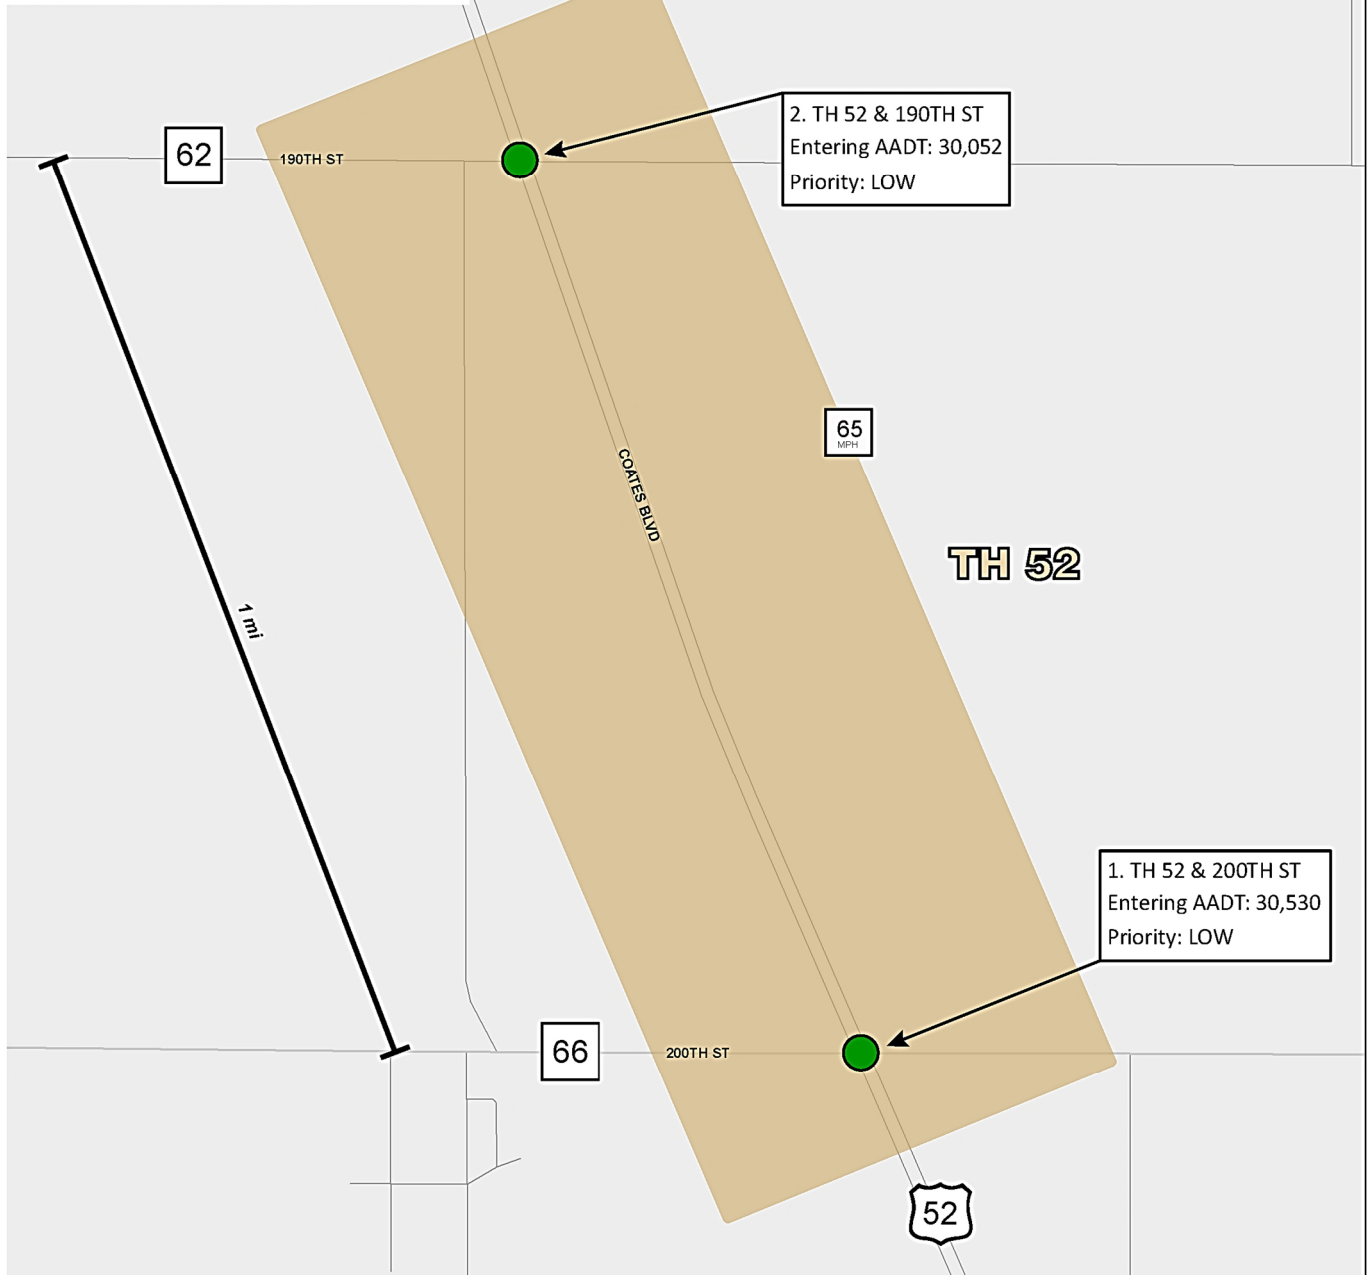 2. TH 52 & 190TH ST
Entering AADT: 30,052
Priority: LOW
62
190TH ST
65
MPH
COATES BLVD
TH 52
1 mi
1. TH 52 & 200TH ST
Entering AADT: 30,530
Priority: LOW
66
200TH ST
52